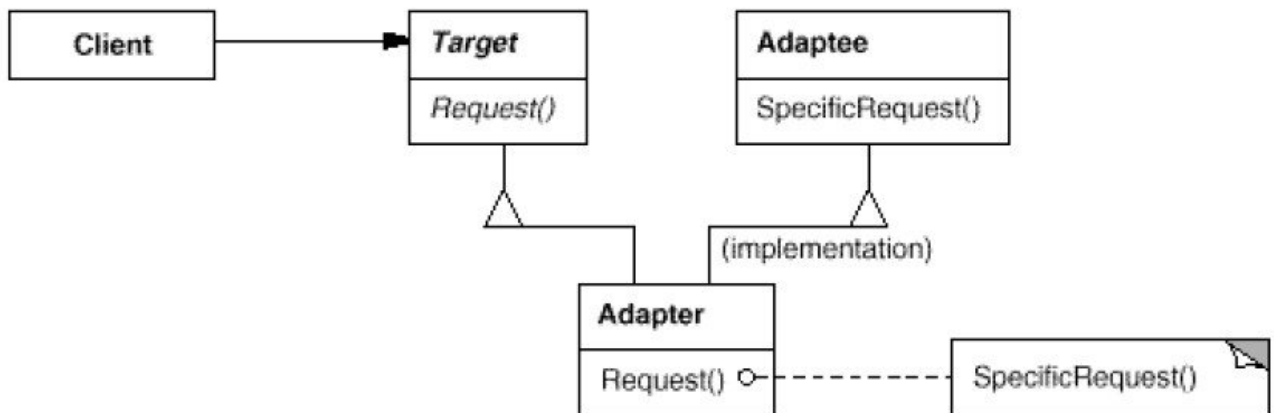 Client
Target
Request()
Adaptee
SpecificRequest()
(implementation)
Adapter
Request()
SpecificRequest()